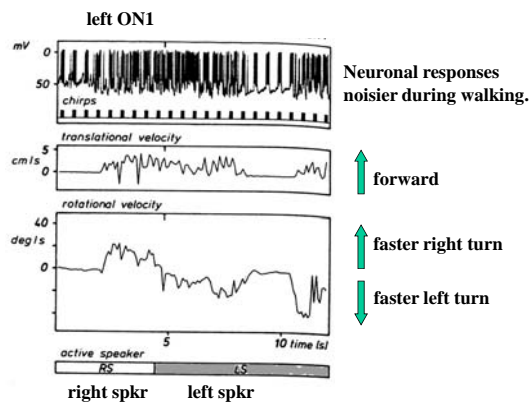 left ON1
mV
0
50
Neuronal responses
noisier during walking.
chirps
translational velocity
5
cm/s
0
forward
rotational velocity
40
deg/s
0
faster right turn
faster left turn
5
10 time [s]
active speaker
RS
LS
right spkr
left spkr